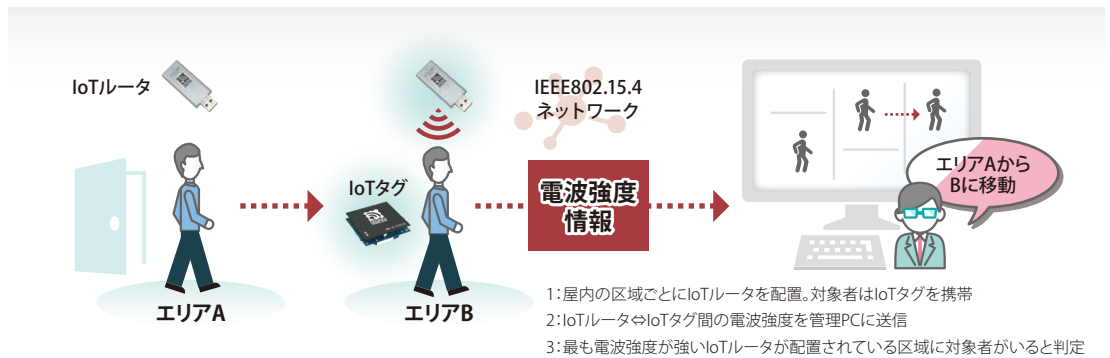 IoTルータ
IEEE802.15.4
ネットワーク
IoTタグ
電波強度
情報
エリアAから
Bに移動
エリアA
エリアB
1:屋内の区域ごとにIoTルータを配置。対象者はIoTタグを携帯
2:IoTルータ⇔IoTタグ間の電波強度を管理PCに送信
3:最も電波強度が強いIoTルータが配置されている区域に対象者がいると判定